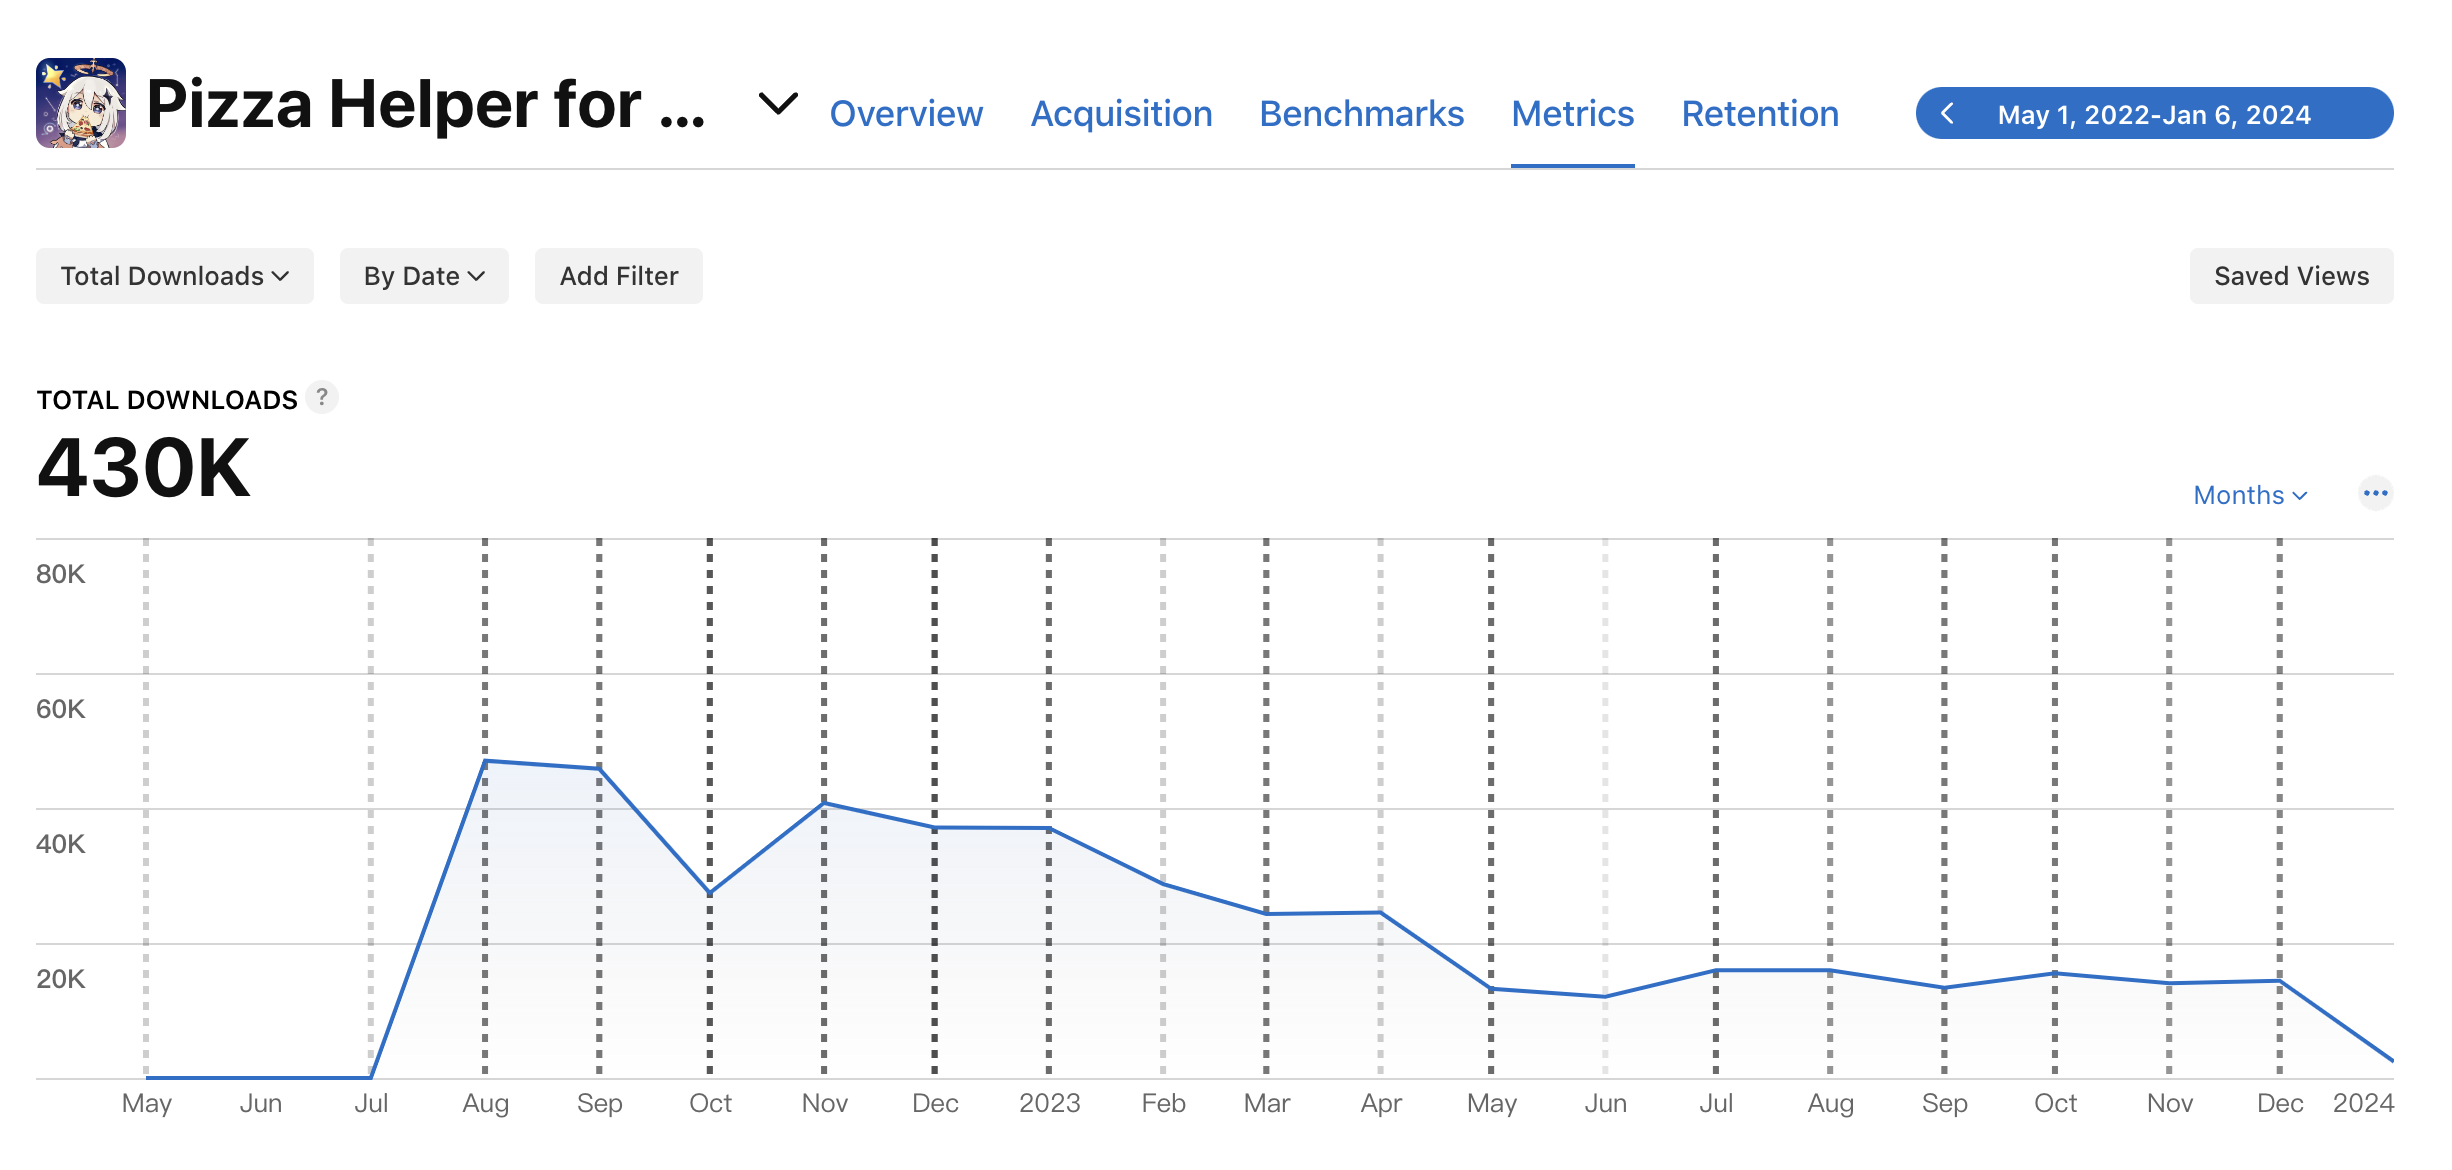 Pizza Helper for ...
Overview Acquisition Benchmarks Metrics Retention
May 1, 2022-Jan 6, 2024
Total Downloads By Date Add Filter
Saved Views
TOTAL DOWNLOADS ?
430K
Months
80K
60K
40K
20K
May Jun Jul Aug Sep Oct Nov Dec 2023 Feb Mar Apr May Jun Jul Aug Sep Oct Nov Dec 2024